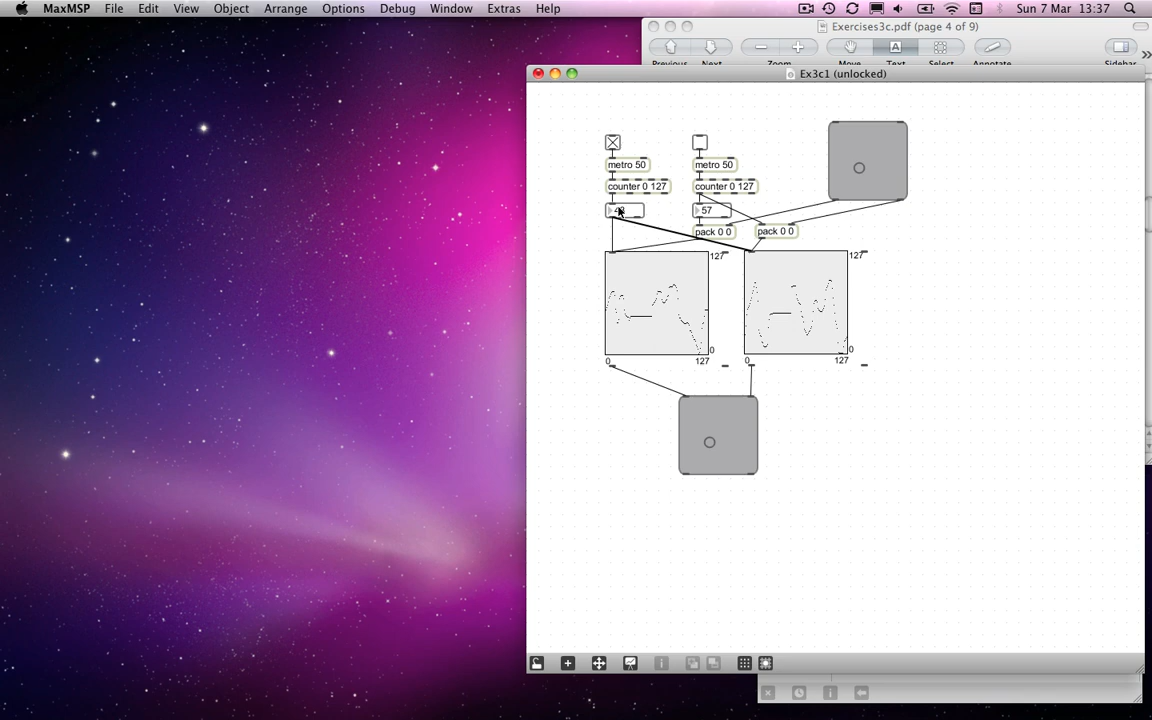 MaxMSP File Edit View Object Arrange Options Debug Window Extras Help Sun 7 Mar 13:37
Exercises3c.pdf (page 4 of 9)
Previous Next Zoom Move Text Select Annotate Sidebar
Ex3c1 (unlocked)
metro 50 metro 50
counter 0 127 counter 0 127
57
pack 0 0 pack 0 0
127 127
0 0
0 127 0 127